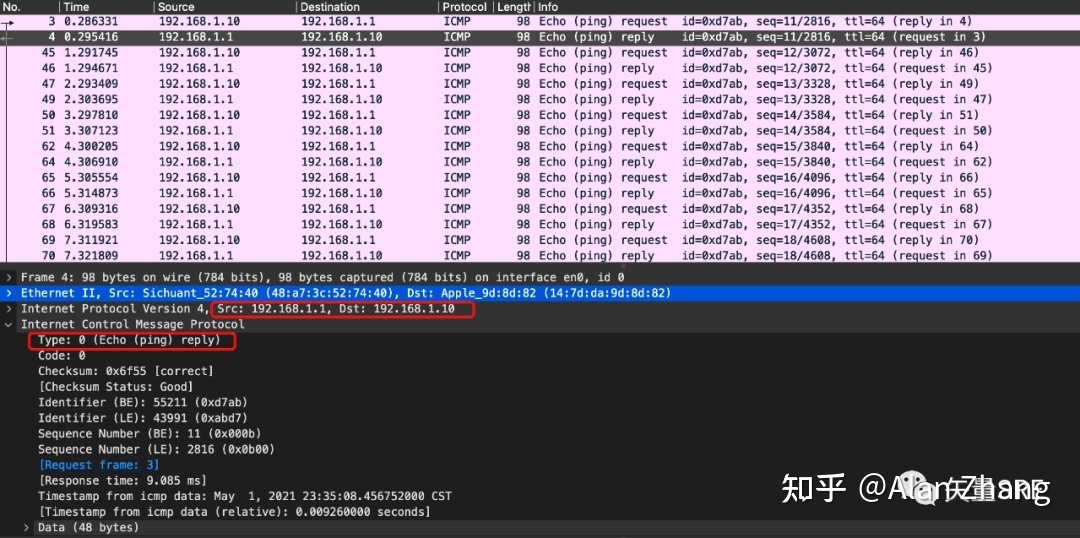 No. Time Source Destination Protocol Length Info
3 0.286331 192.168.1.10 192.168.1.1 ICMP 98 Echo (ping) request id=0xd7ab, seq=11/2816, ttl=64 (reply in 4)
4 0.295416 192.168.1.1 192.168.1.10 ICMP 98 Echo (ping) reply id=0xd7ab, seq=11/2816, ttl=64 (request in 3)
45 1.291745 192.168.1.10 192.168.1.1 ICMP 98 Echo (ping) request id=0xd7ab, seq=12/3072, ttl=64 (reply in 46)
46 1.294671 192.168.1.1 192.168.1.10 ICMP 98 Echo (ping) reply id=0xd7ab, seq=12/3072, ttl=64 (request in 45)
47 2.293409 192.168.1.10 192.168.1.1 ICMP 98 Echo (ping) request id=0xd7ab, seq=13/3328, ttl=64 (reply in 49)
49 2.303695 192.168.1.1 192.168.1.10 ICMP 98 Echo (ping) reply id=0xd7ab, seq=13/3328, ttl=64 (request in 47)
50 3.297810 192.168.1.10 192.168.1.1 ICMP 98 Echo (ping) request id=0xd7ab, seq=14/3584, ttl=64 (reply in 51)
51 3.307123 192.168.1.1 192.168.1.10 ICMP 98 Echo (ping) reply id=0xd7ab, seq=14/3584, ttl=64 (request in 50)
62 4.300205 192.168.1.10 192.168.1.1 ICMP 98 Echo (ping) request id=0xd7ab, seq=15/3840, ttl=64 (reply in 64)
64 4.306910 192.168.1.1 192.168.1.10 ICMP 98 Echo (ping) reply id=0xd7ab, seq=15/3840, ttl=64 (request in 62)
65 5.305554 192.168.1.10 192.168.1.1 ICMP 98 Echo (ping) request id=0xd7ab, seq=16/4096, ttl=64 (reply in 66)
66 5.314873 192.168.1.1 192.168.1.10 ICMP 98 Echo (ping) reply id=0xd7ab, seq=16/4096, ttl=64 (request in 65)
67 6.309316 192.168.1.10 192.168.1.1 ICMP 98 Echo (ping) request id=0xd7ab, seq=17/4352, ttl=64 (reply in 68)
68 6.319583 192.168.1.1 192.168.1.10 ICMP 98 Echo (ping) reply id=0xd7ab, seq=17/4352, ttl=64 (request in 67)
69 7.311921 192.168.1.10 192.168.1.1 ICMP 98 Echo (ping) request id=0xd7ab, seq=18/4608, ttl=64 (reply in 70)
70 7.321809 192.168.1.1 192.168.1.10 ICMP 98 Echo (ping) reply id=0xd7ab, seq=18/4608, ttl=64 (request in 69)
Frame 4: 98 bytes on wire (784 bits), 98 bytes captured (784 bits) on interface en0, id 0
Ethernet II, Src: Sichuant_52:74:40 (48:a7:3c:52:74:40), Dst: Apple_9d:8d:82 (14:7d:da:9d:8d:82)
Internet Protocol Version 4, Src: 192.168.1.1, Dst: 192.168.1.10
Internet Control Message Protocol
Type: 0 (Echo (ping) reply)
Code: 0
Checksum: 0x6f55 [correct]
[Checksum Status: Good]
Identifier (BE): 55211 (0xd7ab)
Identifier (LE): 43991 (0xabd7)
Sequence Number (BE): 11 (0x000b)
Sequence Number (LE): 2816 (0x0b00)
[Request frame: 3]
[Response time: 9.085 ms]
Timestamp from icmp data: May 1, 2021 23:35:08.456752000 CST
[Timestamp from icmp data (relative): 0.009260000 seconds]
Data (48 bytes)
知乎 @Alan Zhang